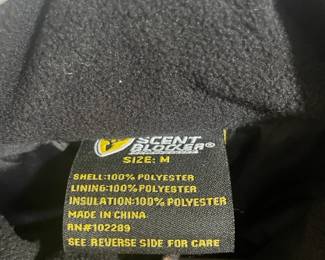 SCENT
BLOCKER®
SIZE: M
SHELL:100% POLYESTER
LINING:100% POLYESTER
INSULATION:100% POLYESTER
MADE IN CHINA
RN#102289
SEE REVERSE SIDE FOR CARE